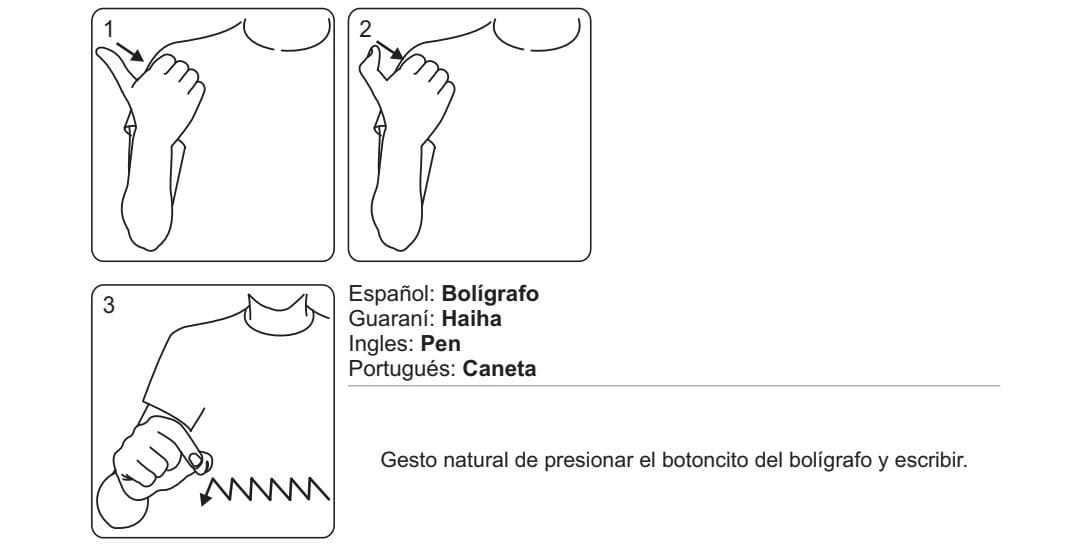 1
2
3
Español: Bolígrafo
Guaraní: Haiha
Ingles: Pen
Portugués: Caneta
Gesto natural de presionar el botoncito del bolígrafo y escribir.